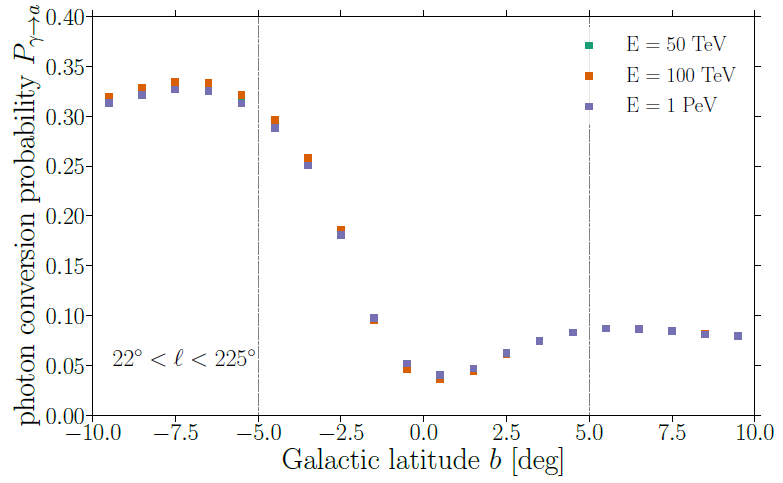 photon conversion probability P_{γ→a}
0.40
0.35
0.30
0.25
0.20
0.15
0.10
0.05
0.00
E = 50 TeV
E = 100 TeV
E = 1 PeV
22° < ℓ < 225°
−10.0 −7.5 −5.0 −2.5 0.0 2.5 5.0 7.5 10.0
Galactic latitude b [deg]